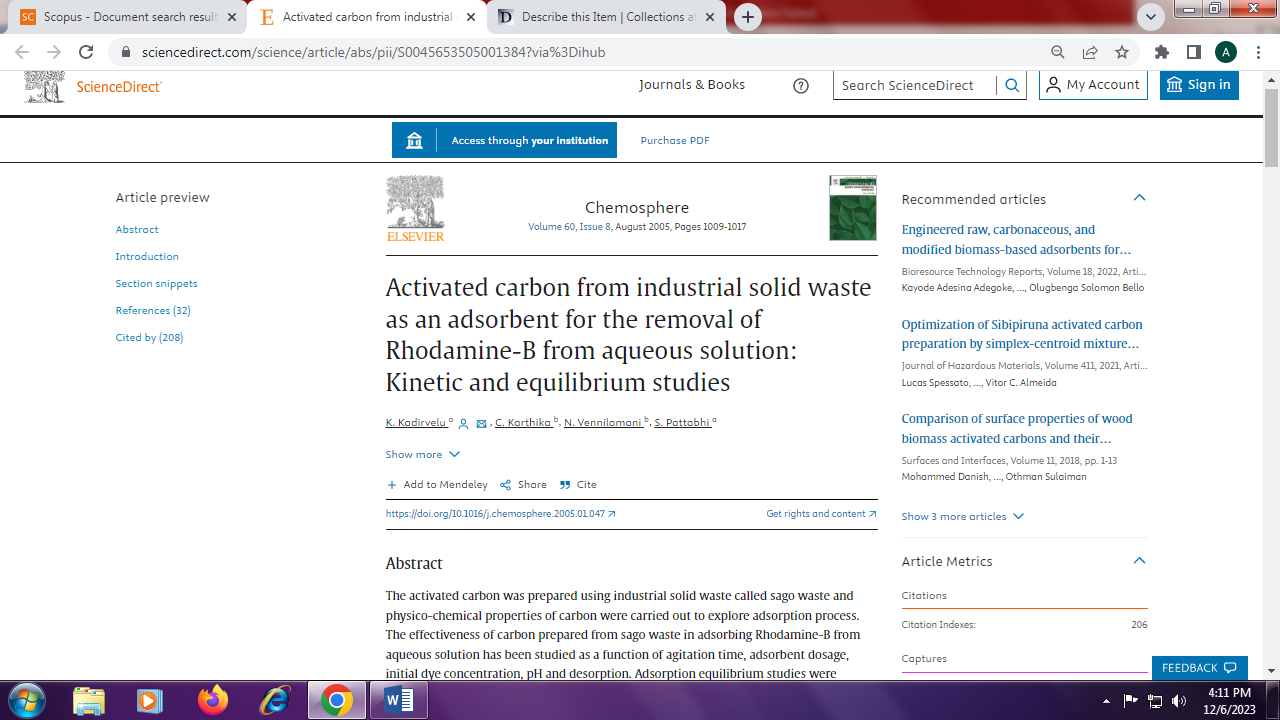 Scopus - Document search result
Activated carbon from industrial
Describe this Item | Collections a
sciencedirect.com/science/article/abs/pii/S0045653505001384?via%3Dihub
A
ScienceDirect
Journals & Books
Search ScienceDirect
My Account
Sign in
Access through your institution
Purchase PDF
Article preview
Abstract
Introduction
Section snippets
References (32)
Cited by (208)
ELSEVIER
Chemosphere
Volume 60, Issue 8, August 2005, Pages 1009-1017
Activated carbon from industrial solid waste
as an adsorbent for the removal of
Rhodamine-B from aqueous solution:
Kinetic and equilibrium studies
K. Kadirvelu a, C. Karthika b, N. Vennilamani b, S. Pattabhi a
Show more
Add to Mendeley
Share
Cite
https://doi.org/10.1016/j.chemosphere.2005.01.047
Get rights and content
Abstract
The activated carbon was prepared using industrial solid waste called sago waste and
physico-chemical properties of carbon were carried out to explore adsorption process.
The effectiveness of carbon prepared from sago waste in adsorbing Rhodamine-B from
aqueous solution has been studied as a function of agitation time, adsorbent dosage,
initial dye concentration, pH and desorption. Adsorption equilibrium studies were
Recommended articles
Engineered raw, carbonaceous, and
modified biomass-based adsorbents for…
Bioresource Technology Reports, Volume 18, 2022, Arti…
Kayode Adesina Adegoke, …, Olugbenga Solomon Bello
Optimization of Sibipiruna activated carbon
preparation by simplex-centroid mixture…
Journal of Hazardous Materials, Volume 411, 2021, Arti…
Lucas Spessato, …, Vitor C. Almeida
Comparison of surface properties of wood
biomass activated carbons and their…
Surfaces and Interfaces, Volume 11, 2018, pp. 1-13
Mohammed Danish, …, Othman Sulaiman
Show 3 more articles
Article Metrics
Citations
Citation Indexes: 206
Captures
FEEDBACK
4:11 PM
12/6/2023